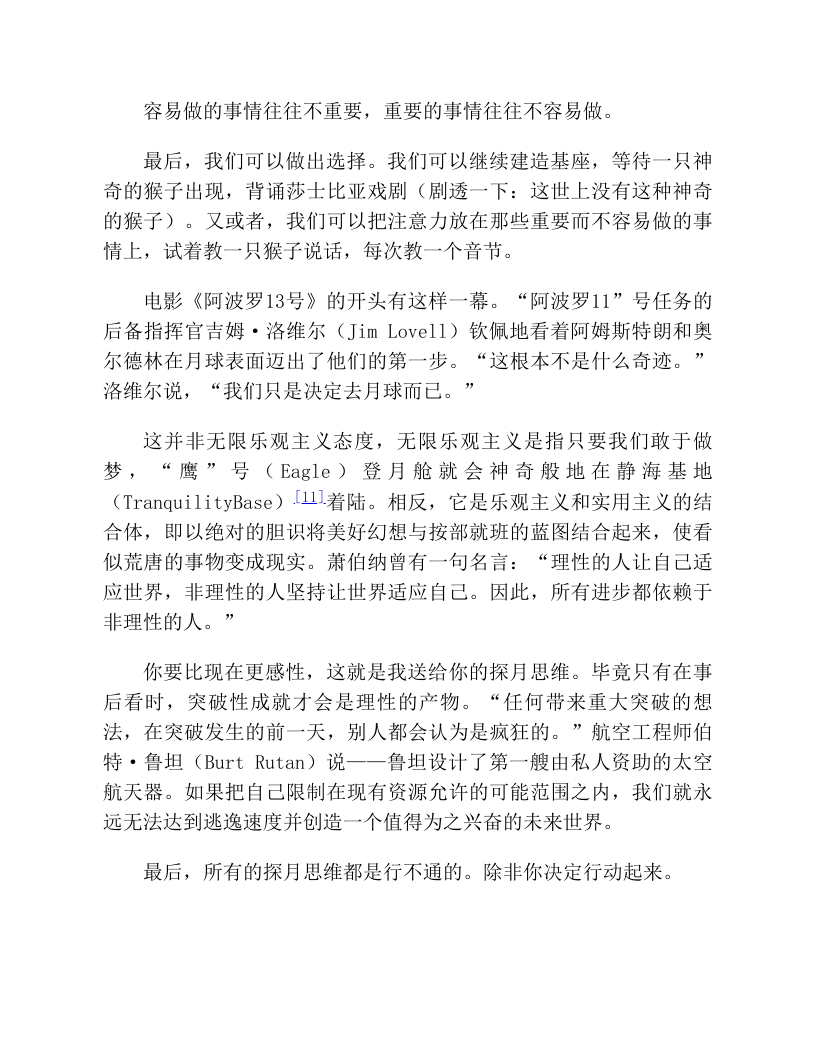 容易做的事情往往不重要，重要的事情往往不容易做。
最后，我们可以做出选择。我们可以继续建造基座，等待一只神
奇的猴子出现，背诵莎士比亚戏剧（剧透一下：这世上没有这种神奇
的猴子）。又或者，我们可以把注意力放在那些重要而不容易做的事
情上，试着教一只猴子说话，每次教一个音节。
电影《阿波罗13号》的开头有这样一幕。“阿波罗11”号任务的
后备指挥官吉姆·洛维尔（Jim Lovell）钦佩地看着阿姆斯特朗和奥
尔德林在月球表面迈出了他们的第一步。“这根本不是什么奇迹。”
洛维尔说，“我们只是决定去月球而已。”
这并非无限乐观主义态度，无限乐观主义是指只要我们敢于做
梦，“鹰”号（Eagle）登月舱就会神奇般地在静海基地
（TranquilityBase）[11]着陆。相反，它是乐观主义和实用主义的结
合体，即以绝对的胆识将美好幻想与按部就班的蓝图结合起来，使看
似荒唐的事物变成现实。萧伯纳曾有一句名言：“理性的人让自己适
应世界，非理性的人坚持让世界适应自己。因此，所有进步都依赖于
非理性的人。”
你要比现在更感性，这就是我送给你的探月思维。毕竟只有在事
后看时，突破性成就才会是理性的产物。“任何带来重大突破的想
法，在突破发生的前一天，别人都会认为是疯狂的。”航空工程师伯
特·鲁坦（Burt Rutan）说——鲁坦设计了第一艘由私人资助的太空
航天器。如果把自己限制在现有资源允许的可能范围之内，我们就永
远无法达到逃逸速度并创造一个值得为之兴奋的未来世界。
最后，所有的探月思维都是行不通的。除非你决定行动起来。